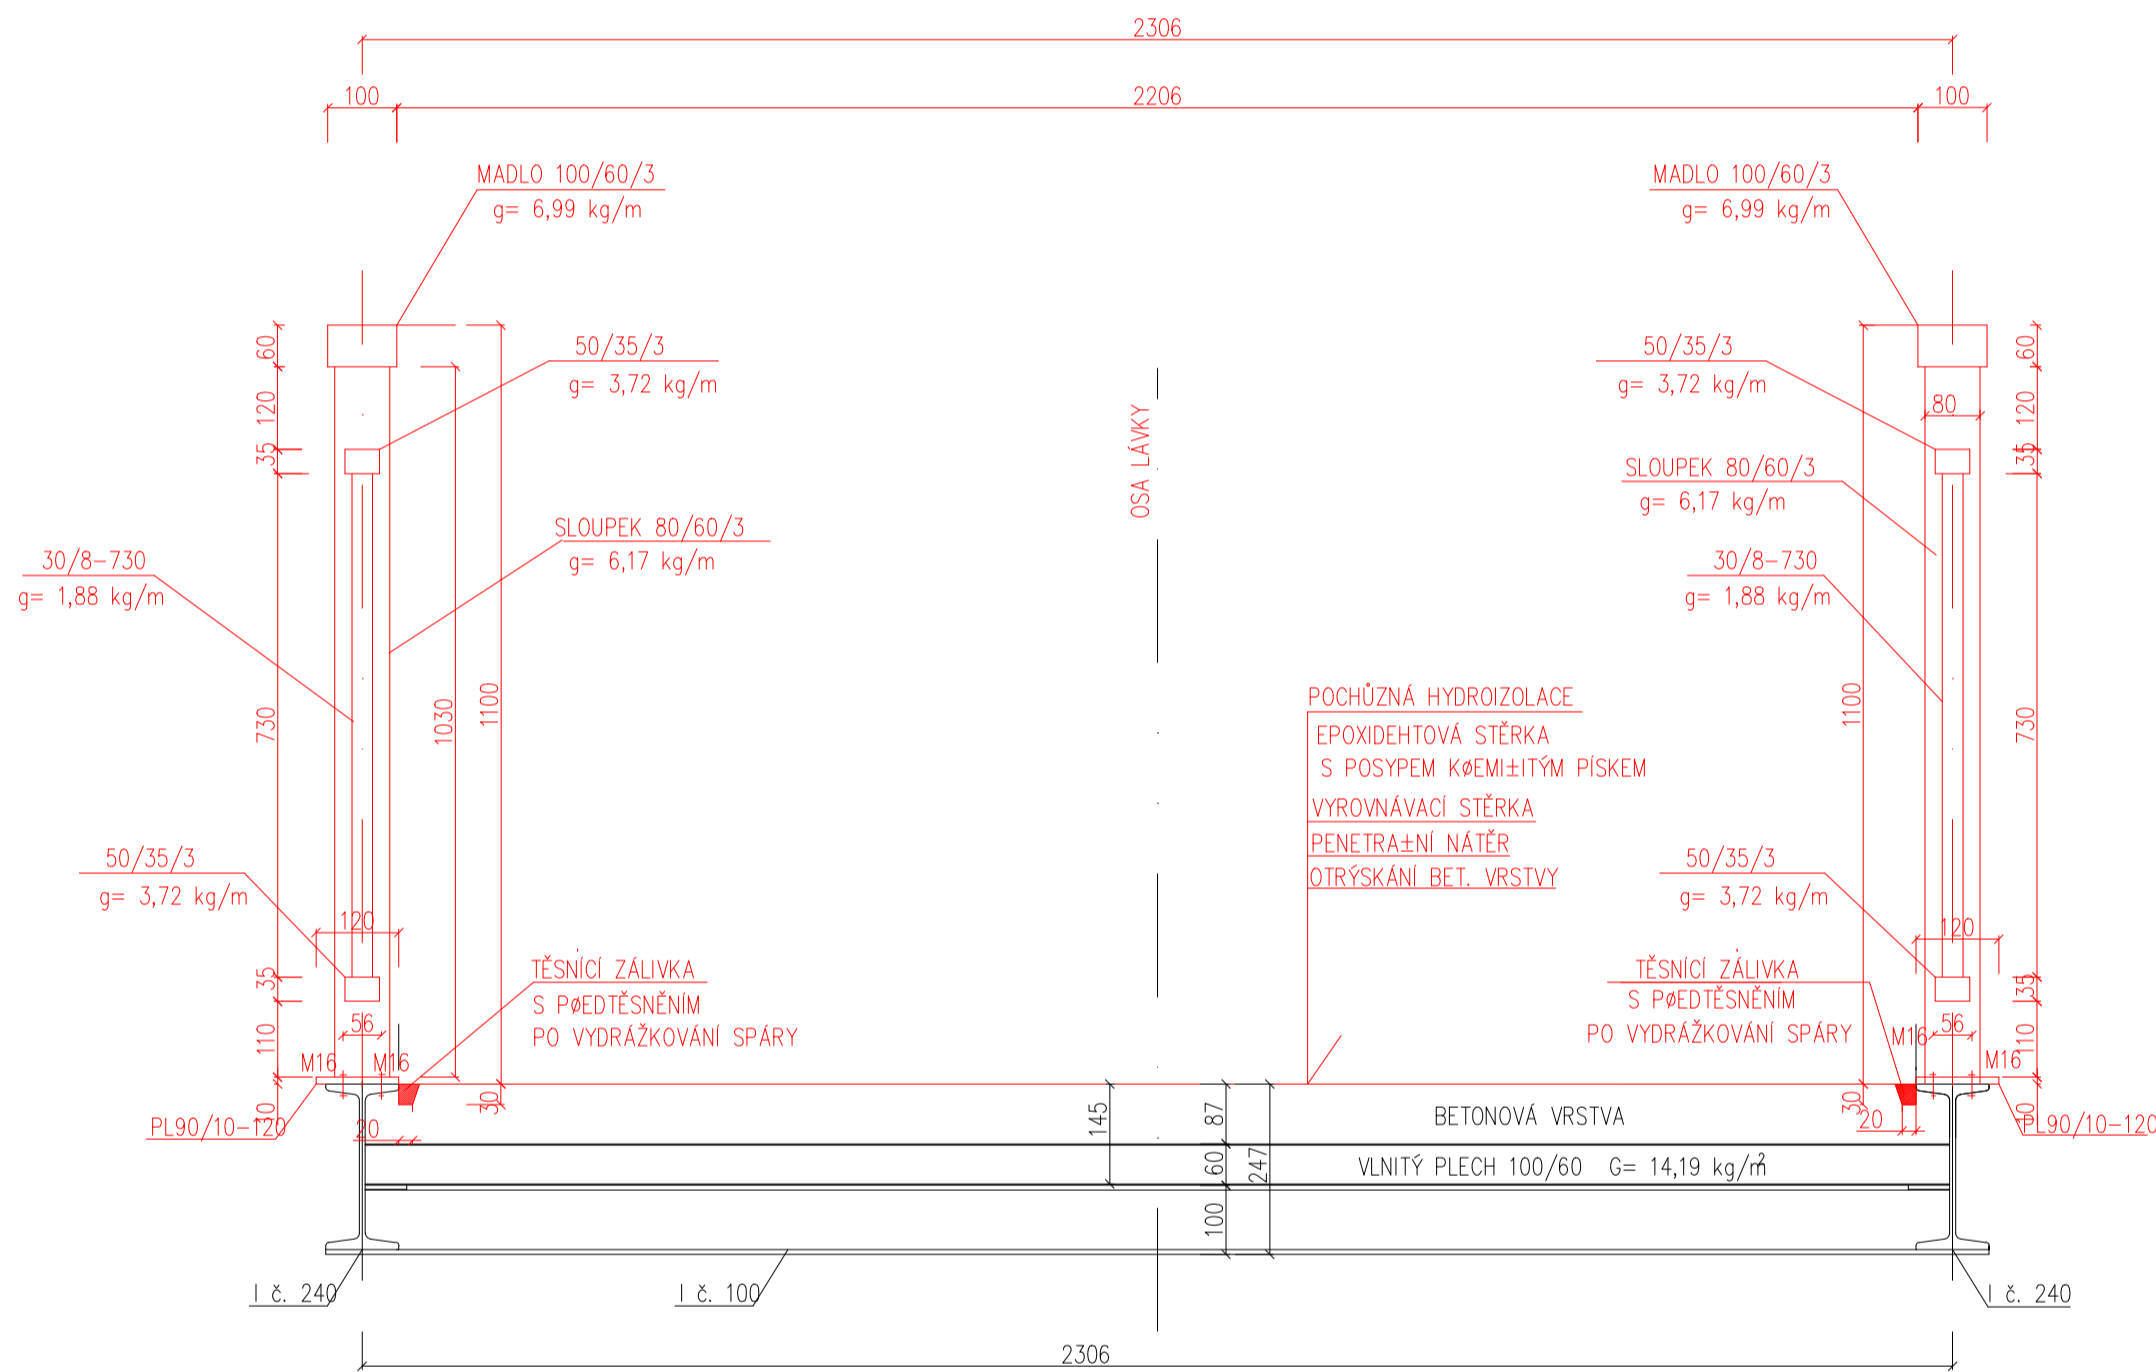 2306
100
2206
100
MADLO 100/60/3
g= 6,99 kg/m
MADLO 100/60/3
g= 6,99 kg/m
60
120
35
730
35
110
10
50/35/3
g= 3,72 kg/m
SLOUPEK 80/60/3
g= 6,17 kg/m
30/8-730
g= 1,88 kg/m
1030
1100
30
50/35/3
g= 3,72 kg/m
120
56
M16
M16
PL90/10-120
20
TĚSNÍCÍ ZÁLIVKA
S PØEDTĚSNĚNÍM
PO VYDRÁŽKOVÁNÍ SPÁRY
OSA LÁVKY
POCHŮZNÁ HYDROIZOLACE
EPOXIDEHTOVÁ STĚRKA
S POSYPEM KØEMI±ITÝM PÍSKEM
VYROVNÁVACÍ STĚRKA
PENETRA±NÍ NÁTĚR
OTRÝSKÁNÍ BET. VRSTVY
50/35/3
g= 3,72 kg/m
80
SLOUPEK 80/60/3
g= 6,17 kg/m
30/8-730
g= 1,88 kg/m
1100
30
50/35/3
g= 3,72 kg/m
120
TĚSNÍCÍ ZÁLIVKA
S PØEDTĚSNĚNÍM
PO VYDRÁŽKOVÁNÍ SPÁRY
56
M16
M16
20
PL90/10-120
60
120
35
730
35
110
10
145
87
60
247
100
BETONOVÁ VRSTVA
VLNITÝ PLECH 100/60 G= 14,19 kg/m²
I č. 240
I č. 100
I č. 240
2306